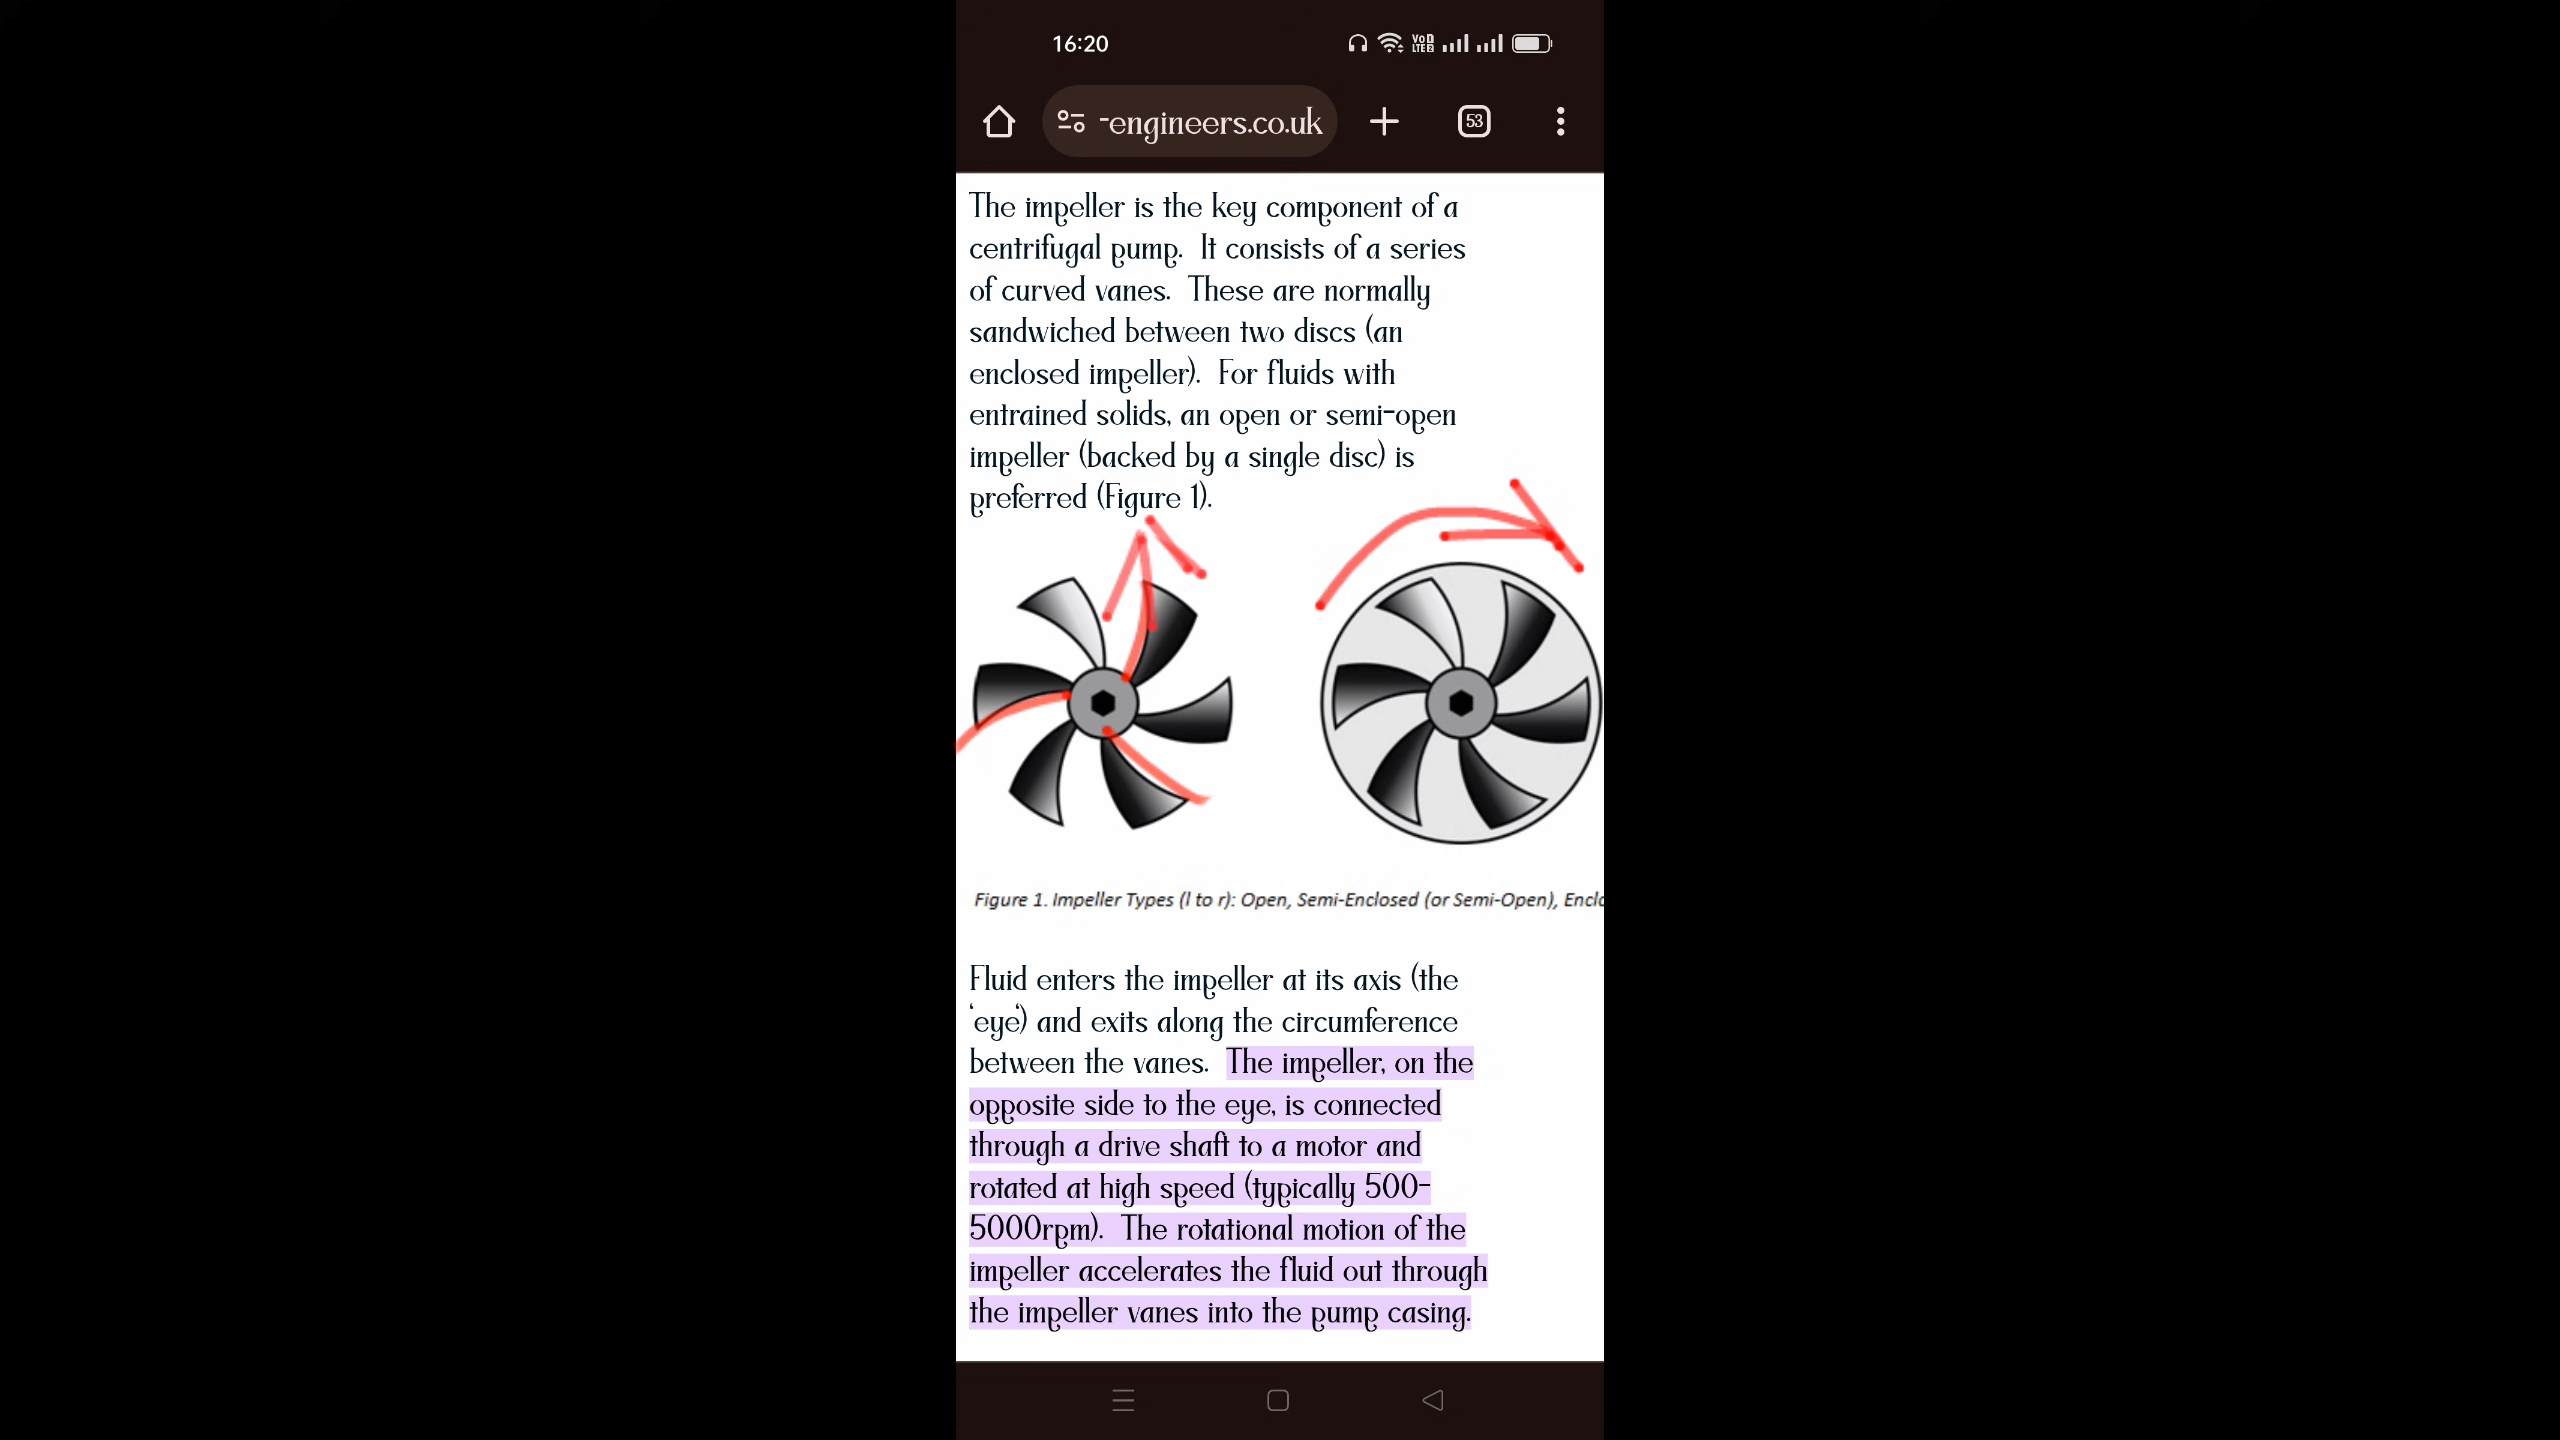 16:20
VoD
LTE2
-engineers.co.uk
53
The impeller is the key component of a
centrifugal pump. It consists of a series
of curved vanes. These are normally
sandwiched between two discs (an
enclosed impeller). For fluids with
entrained solids, an open or semi-open
impeller (backed by a single disc) is
preferred (Figure 1).
Figure 1. Impeller Types (l to r): Open, Semi-Enclosed (or Semi-Open), Enclo
Fluid enters the impeller at its axis (the
‘eye‘) and exits along the circumference
between the vanes. The impeller, on the
opposite side to the eye, is connected
through a drive shaft to a motor and
rotated at high speed (typically 500-
5000rpm). The rotational motion of the
impeller accelerates the fluid out through
the impeller vanes into the pump casing.